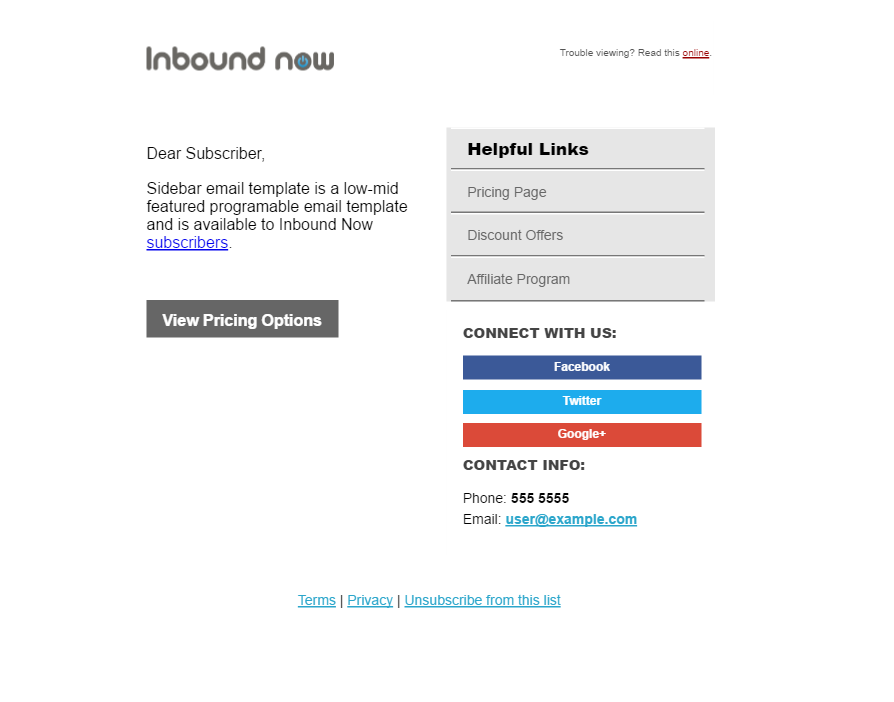 Inbound now
Trouble viewing? Read this online.
Dear Subscriber,
Sidebar email template is a low-mid
featured programable email template
and is available to Inbound Now
subscribers.
View Pricing Options
Helpful Links
Pricing Page
Discount Offers
Affiliate Program
CONNECT WITH US:
Facebook
Twitter
Google+
CONTACT INFO:
Phone: 555 5555
Email: user@example.com
Terms | Privacy | Unsubscribe from this list